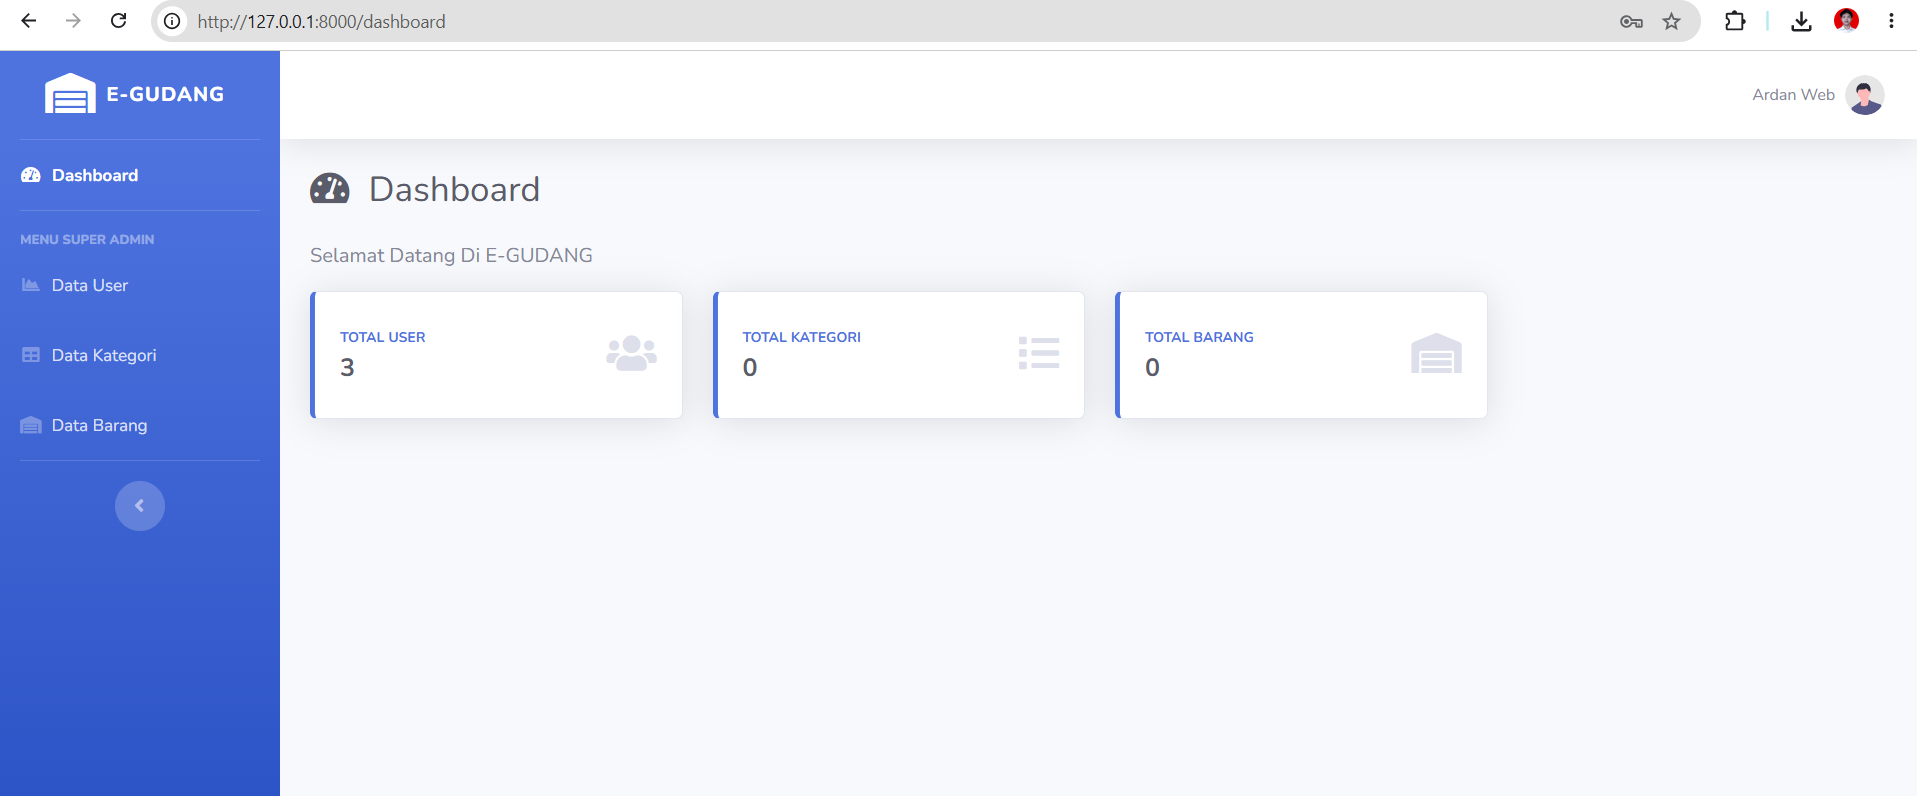 http://127.0.0.1:8000/dashboard
E-GUDANG
Ardan Web
Dashboard
MENU SUPER ADMIN
Data User
Data Kategori
Data Barang
Dashboard
Selamat Datang Di E-GUDANG
TOTAL USER
3
TOTAL KATEGORI
0
TOTAL BARANG
0